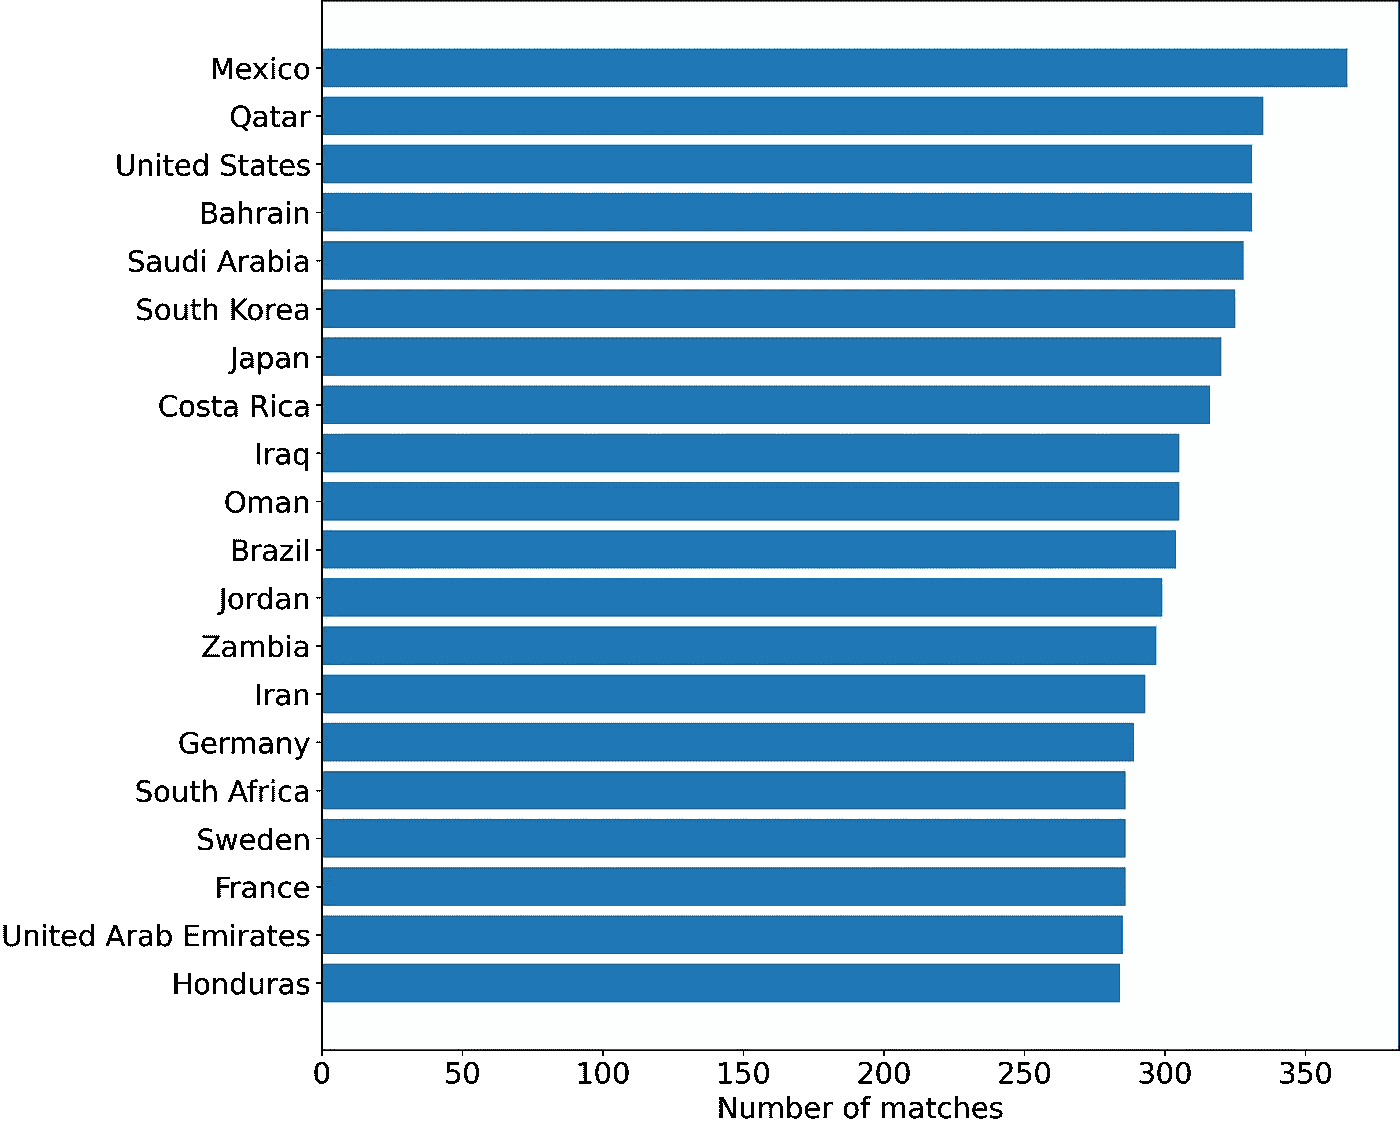 Mexico
Qatar
United States
Bahrain
Saudi Arabia
South Korea
Japan
Costa Rica
Iraq
Oman
Brazil
Jordan
Zambia
Iran
Germany
South Africa
Sweden
France
United Arab Emirates
Honduras
0 50 100 150 200 250 300 350
Number of matches